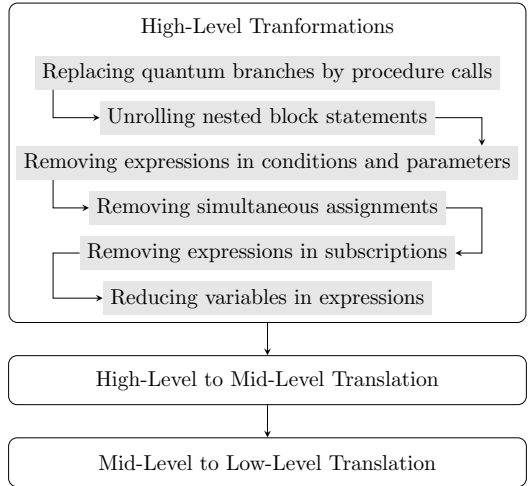 High-Level Tranformations
Replacing quantum branches by procedure calls
Unrolling nested block statements
Removing expressions in conditions and parameters
Removing simultaneous assignments
Removing expressions in subscriptions
Reducing variables in expressions
High-Level to Mid-Level Translation
Mid-Level to Low-Level Translation